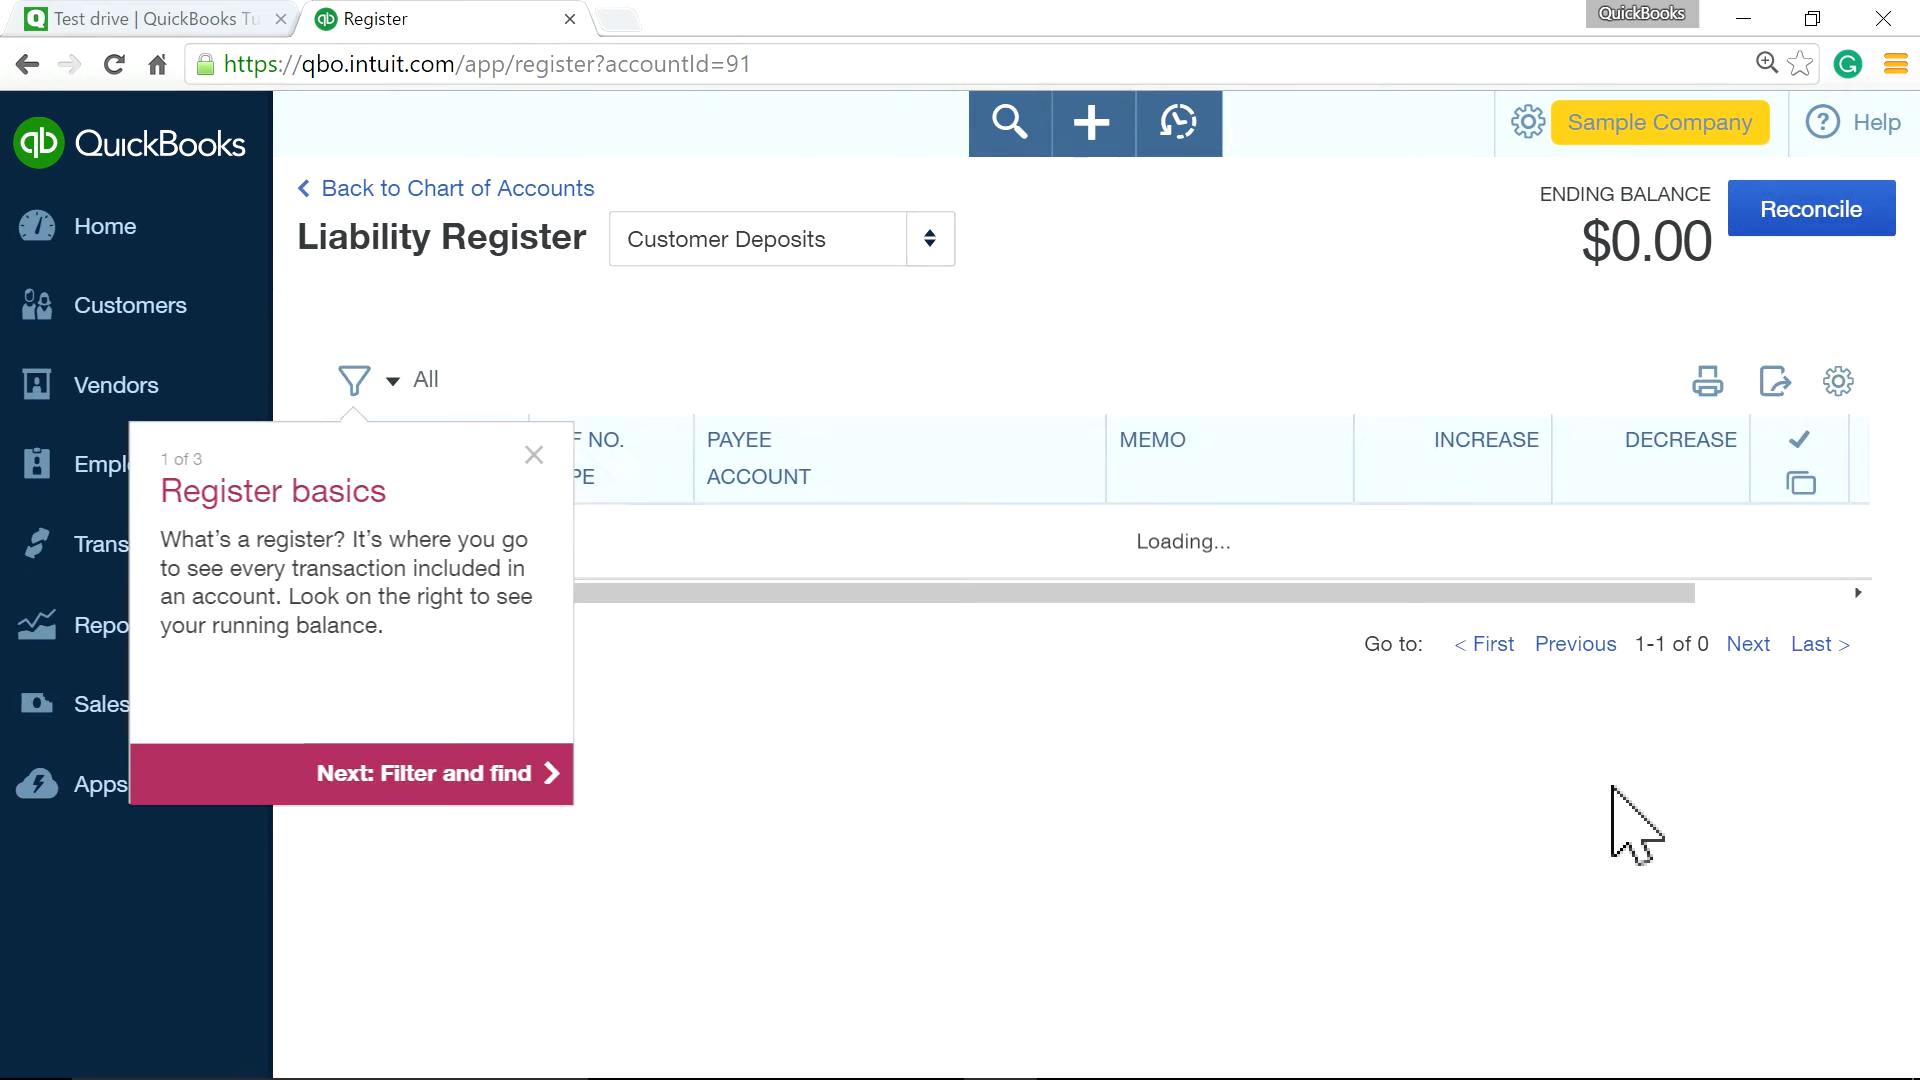 Test drive | QuickBooks Tu
Register
QuickBooks
https://qbo.intuit.com/app/register?accountId=91
qb QuickBooks
Sample Company
Help
Back to Chart of Accounts
Liability Register
Customer Deposits
ENDING BALANCE
$0.00
Reconcile
Home
Customers
Vendors
Empl
Trans
Repo
Sales
Apps
All
NO.
PE
PAYEE
ACCOUNT
MEMO
INCREASE
DECREASE
Loading...
Go to: < First Previous 1-1 of 0 Next Last >
1 of 3
Register basics
What's a register? It's where you go
to see every transaction included in
an account. Look on the right to see
your running balance.
Next: Filter and find